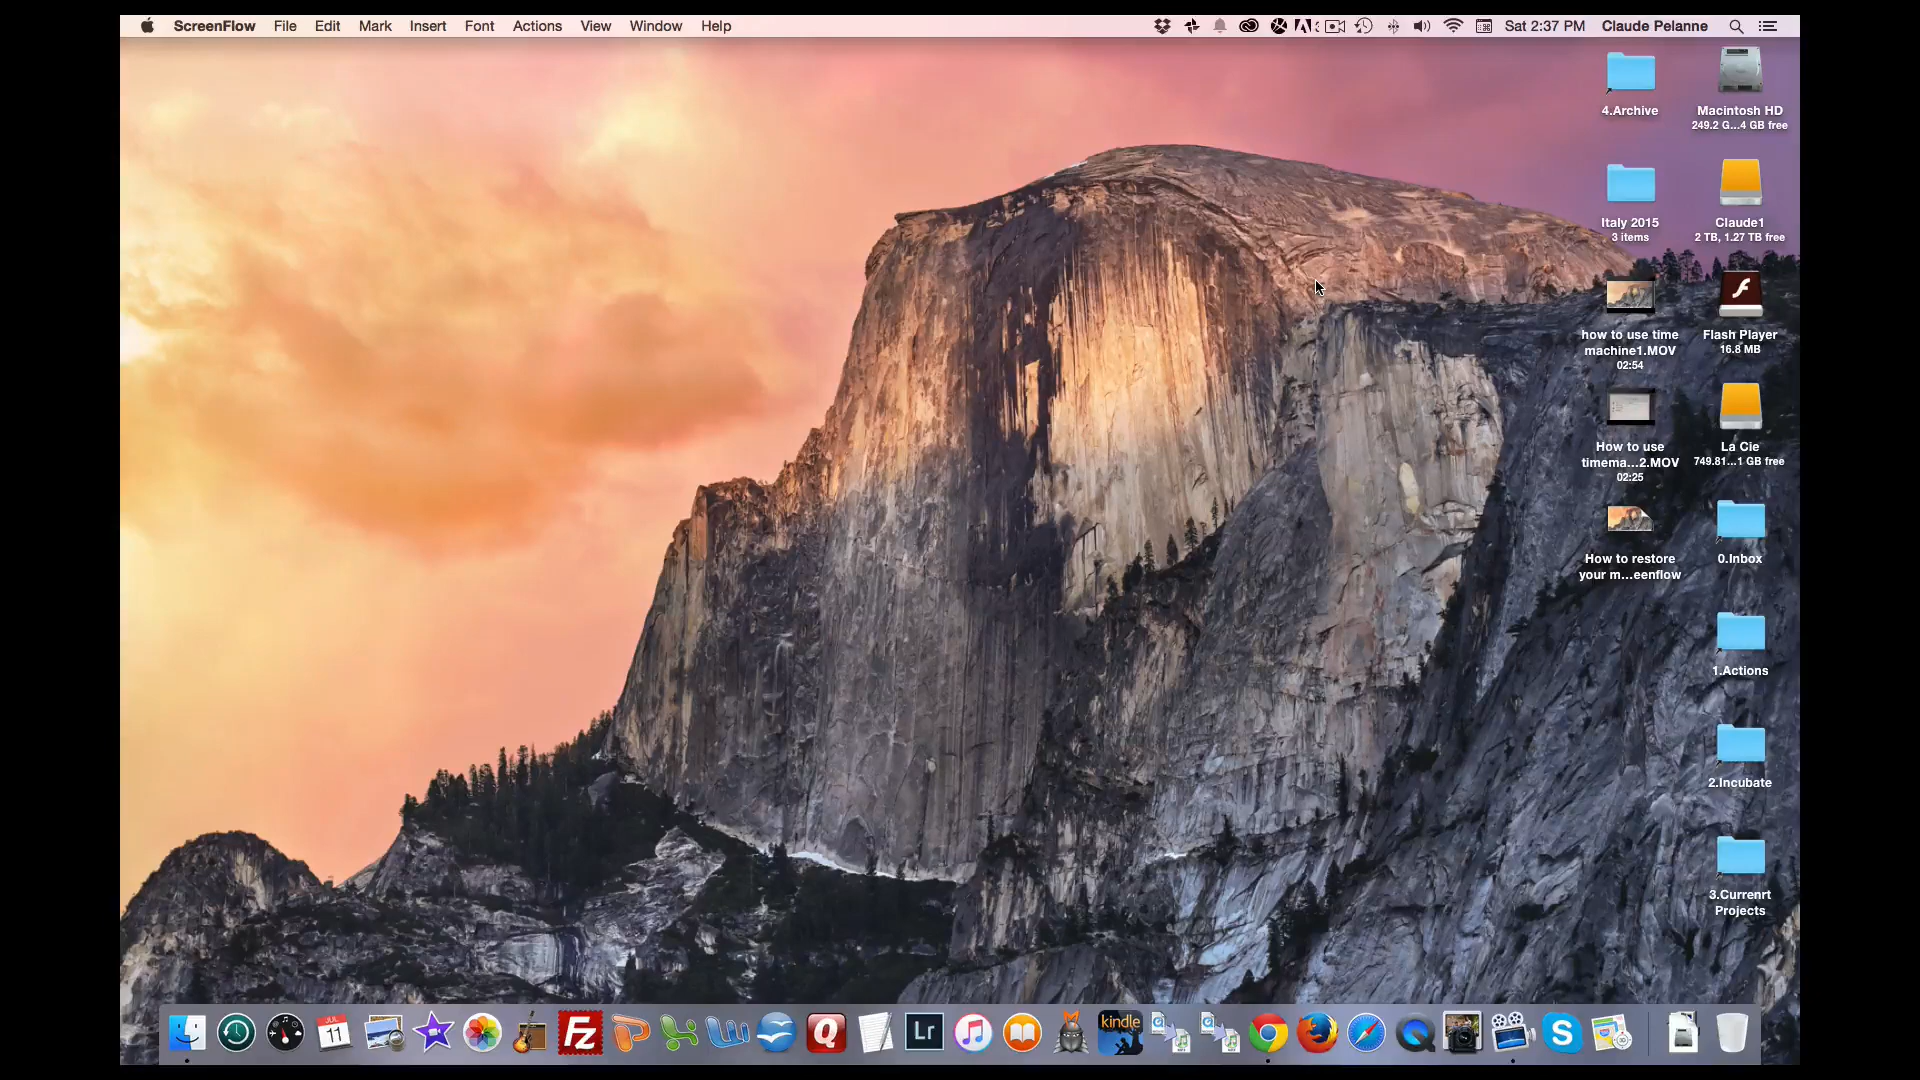 ScreenFlow File Edit Mark Insert Font Actions View Window Help Sat 2:37 PM Claude Pelanne
4.Archive
Macintosh HD
249.2 G...4 GB free
Italy 2015
3 items
Claude1
2 TB, 1.27 TB free
how to use time
machine1.MOV
02:54
Flash Player
16.8 MB
How to use
timema...2.MOV
02:25
La Cie
749.81...1 GB free
How to restore
your m...eenflow
0.Inbox
1.Actions
2.Incubate
3.Currenrt
Projects
JUL
11
Fz
Q
Lr
kindle
S